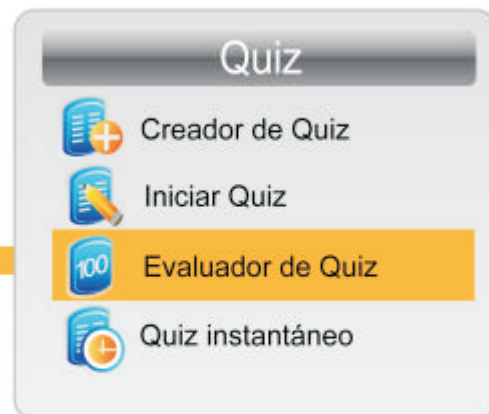 Quiz
Creador de Quiz
Iniciar Quiz
100
Evaluador de Quiz
Quiz instantáneo